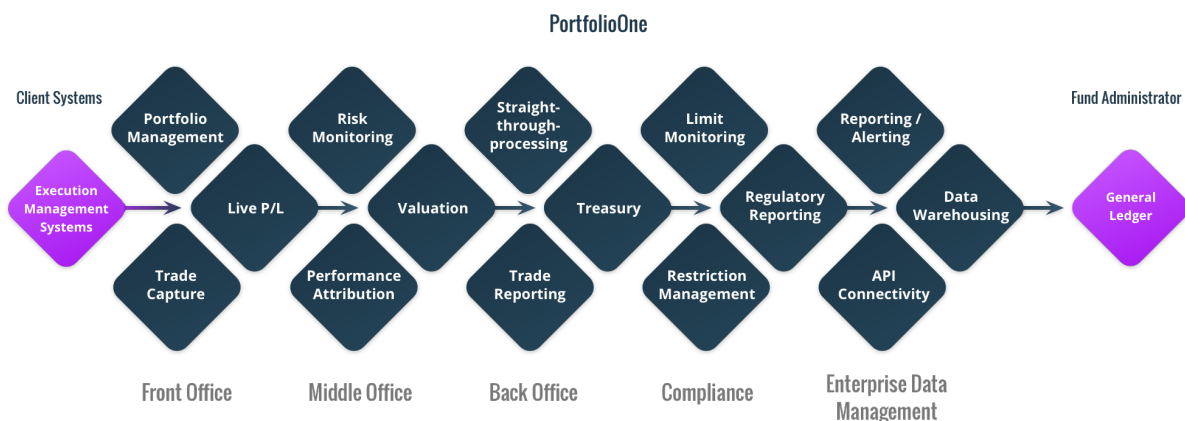 PortfolioOne
Client Systems
Fund Administrator
Execution
Management
Systems
Portfolio
Management
Live P/L
Trade
Capture
Risk
Monitoring
Valuation
Performance
Attribution
Straight-
through-
processing
Treasury
Trade
Reporting
Limit
Monitoring
Regulatory
Reporting
Restriction
Management
Reporting /
Alerting
Data
Warehousing
API
Connectivity
General
Ledger
Front Office
Middle Office
Back Office
Compliance
Enterprise Data
Management